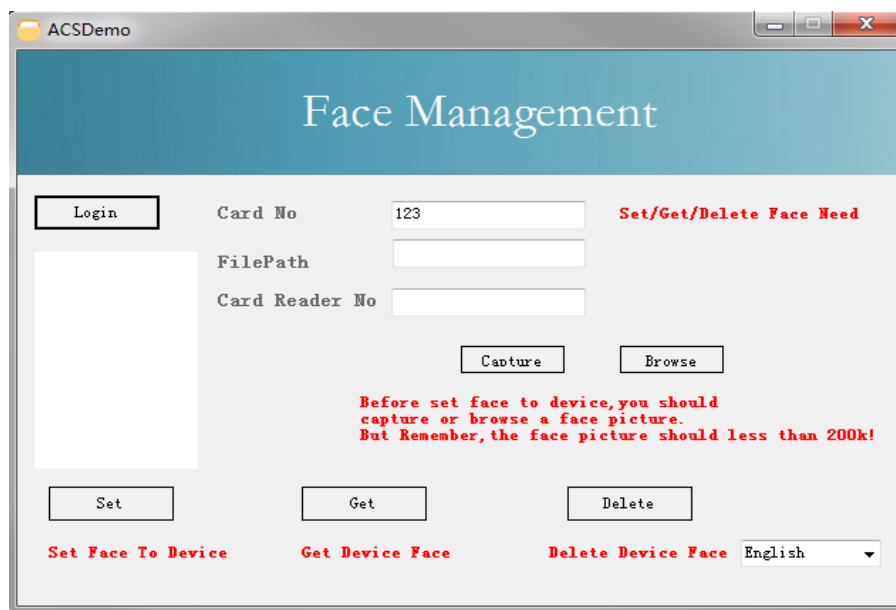 ACSDemo
Face Management
Login
Card No
123
Set/Get/Delete Face Need
FilePath
Card Reader No
Capture
Browse
Before set face to device,you should
capture or browse a face picture.
But Remember,the face picture should less than 200k!
Set
Get
Delete
Set Face To Device
Get Device Face
Delete Device Face
English